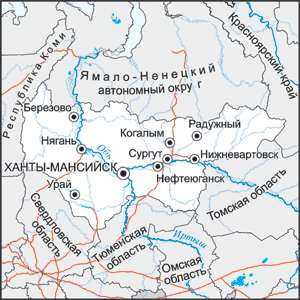 Республика Коми
Красноярский край
Ямало-Ненецкий
автономный округ
Березово
Радужный
Когалым
Нягань
Обь
Сургут
Нижневартовск
ХАНТЫ-МАНСИЙСК
Нефтеюганск
Урай
Томская область
Свердловская
область
Тюменская
область
Иртыш
Омская
область